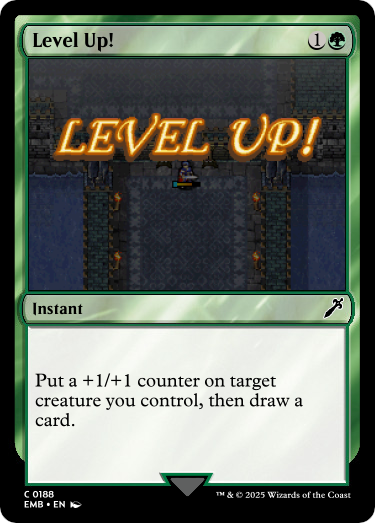 Level Up! 1
LEVEL UP!
Instant
Put a +1/+1 counter on target
creature you control, then draw a
card.
C 0188
EMB • EN
™ & © 2025 Wizards of the Coast